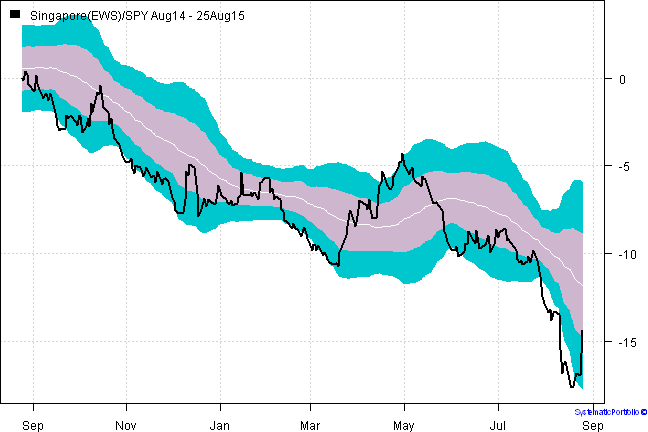 Singapore(EWS)/SPY Aug14 - 25Aug15
0
-5
-10
-15
SystematicPortfolio ©
Sep Nov Jan Mar May Jul Sep